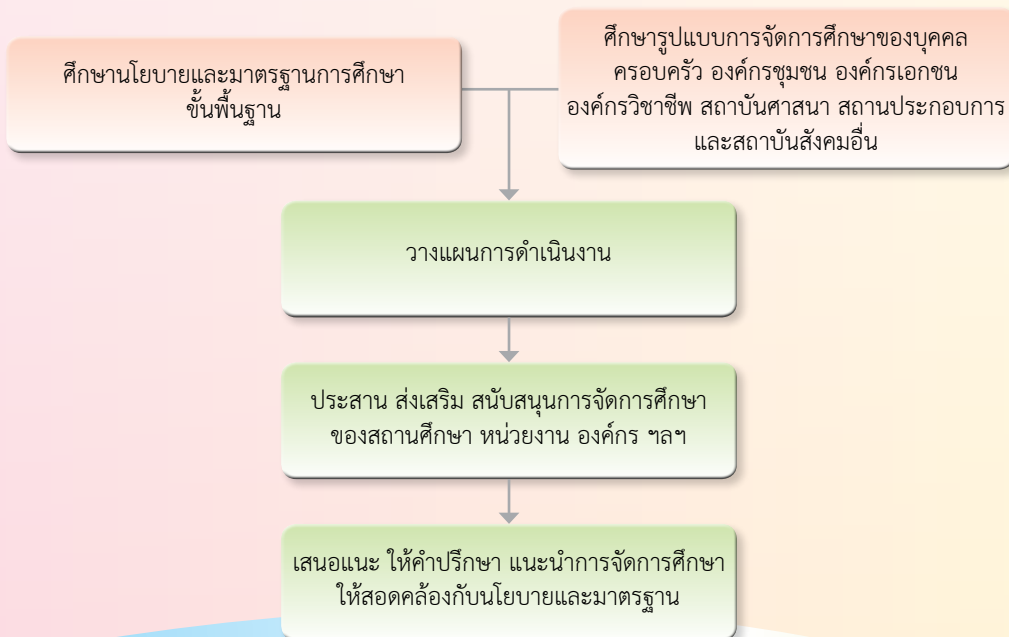 ศึกษานโยบายและมาตรฐานการศึกษา
ขั้นพื้นฐาน
ศึกษารูปแบบการจัดการศึกษาของบุคคล
ครอบครัว องค์กรชุมชน องค์กรเอกชน
องค์กรวิชาชีพ สถาบันศาสนา สถานประกอบการ
และสถาบันสังคมอื่น
วางแผนการดำเนินงาน
ประสาน ส่งเสริม สนับสนุนการจัดการศึกษา
ของสถานศึกษา หน่วยงาน องค์กร ฯลฯ
เสนอแนะ ให้คำปรึกษา แนะนำการจัดการศึกษา
ให้สอดคล้องกับนโยบายและมาตรฐาน